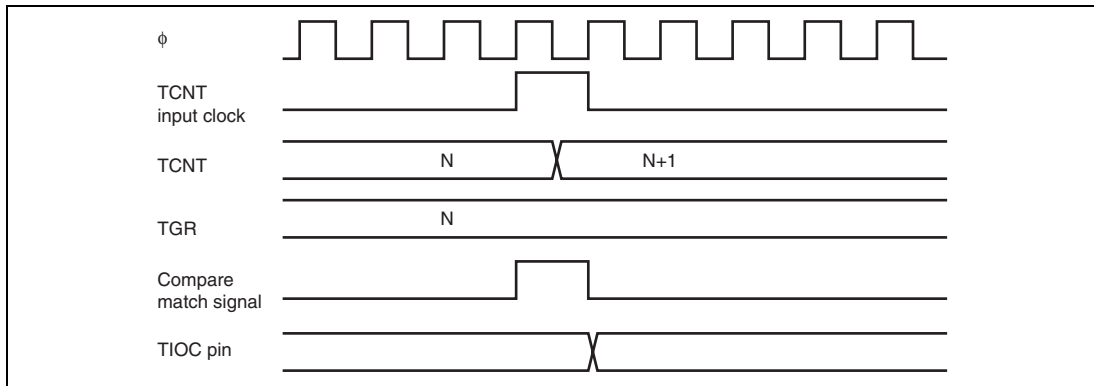 ϕ
TCNT
input clock
TCNT
N
N+1
TGR
N
Compare
match signal
TIOC pin